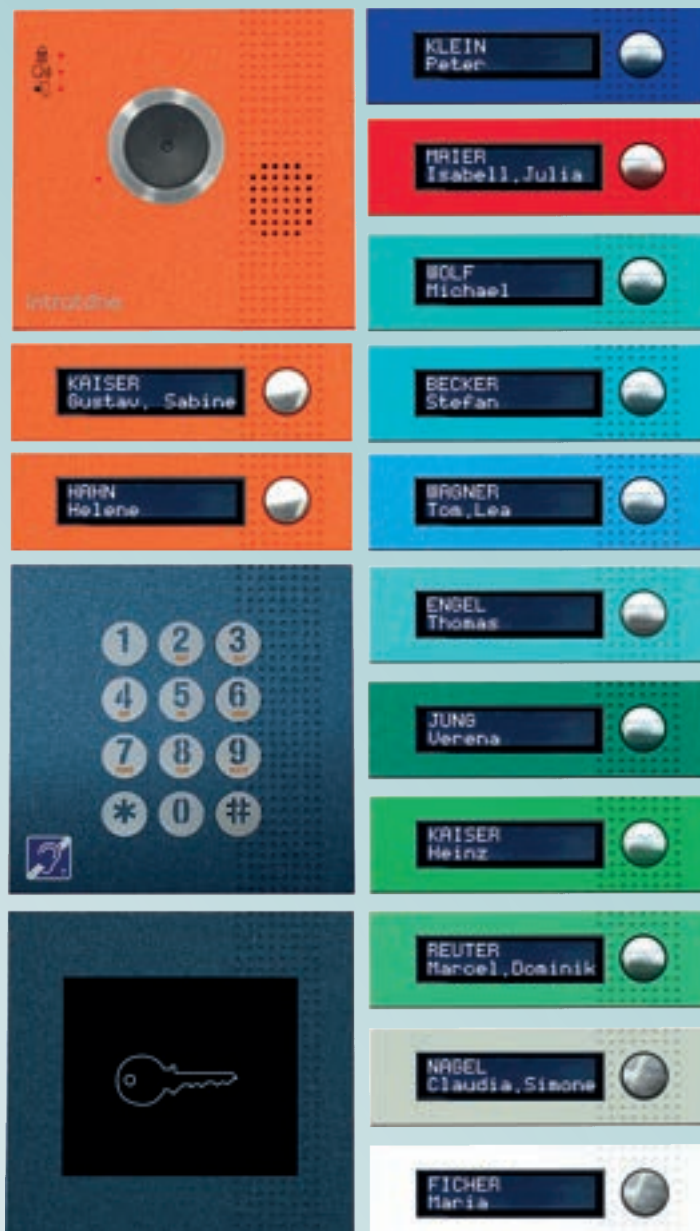 intratone
KAISER
Gustav, Sabine
HAHN
Helene
1 2 3
4 5 6
7 8 9
* 0 #
KLEIN
Peter
MAIER
Isabell,Julia
WOLF
Michael
BECKER
Stefan
WAGNER
Tom,Lea
ENGEL
Thomas
JUNG
Verena
KAISER
Heinz
REUTER
Marcel,Dominik
NAGEL
Claudia,Simone
FICHER
Maria